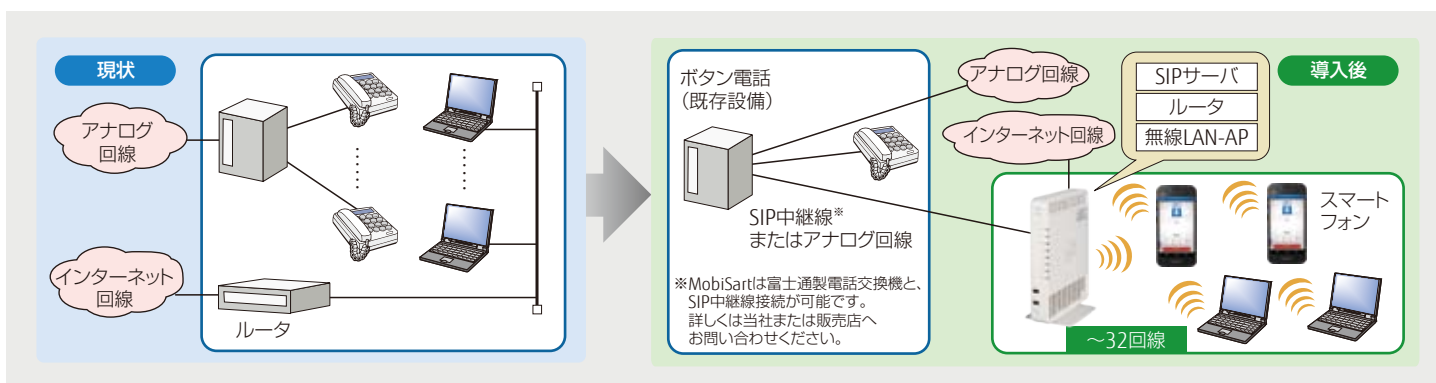 現状
アナログ
回線
インターネット
回線
ルータ
ボタン電話
（既存設備）
SIP中継線※
またはアナログ回線
※MobiSartは富士通製電話交換機と、
SIP中継線接続が可能です。
詳しくは当社または販売店へ
お問い合わせください。
アナログ回線
インターネット回線
SIPサーバ
ルータ
無線LAN-AP
導入後
スマート
フォン
～32回線